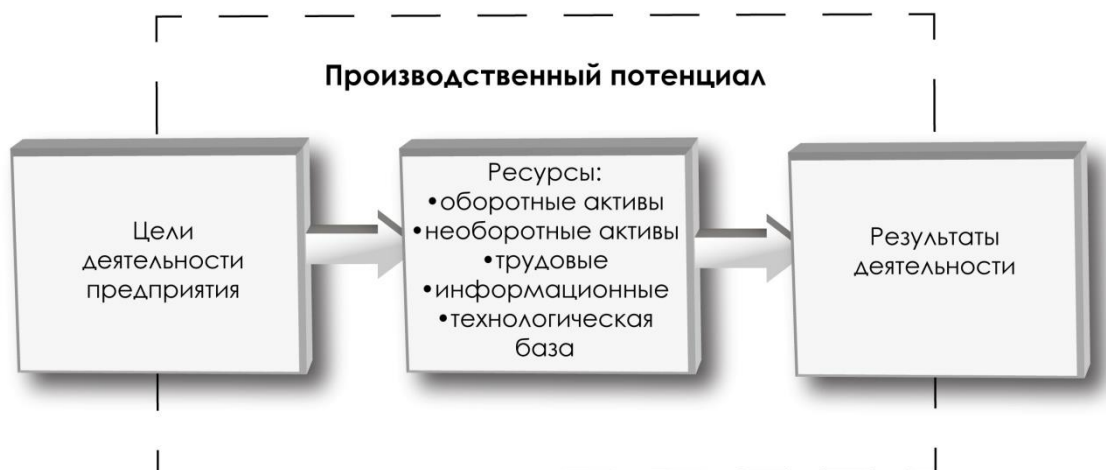 Производственный потенциал
Цели
деятельности
предприятия
Ресурсы:
•оборотные активы
•необоротные активы
•трудовые
•информационные
•технологическая
база
Результаты
деятельности